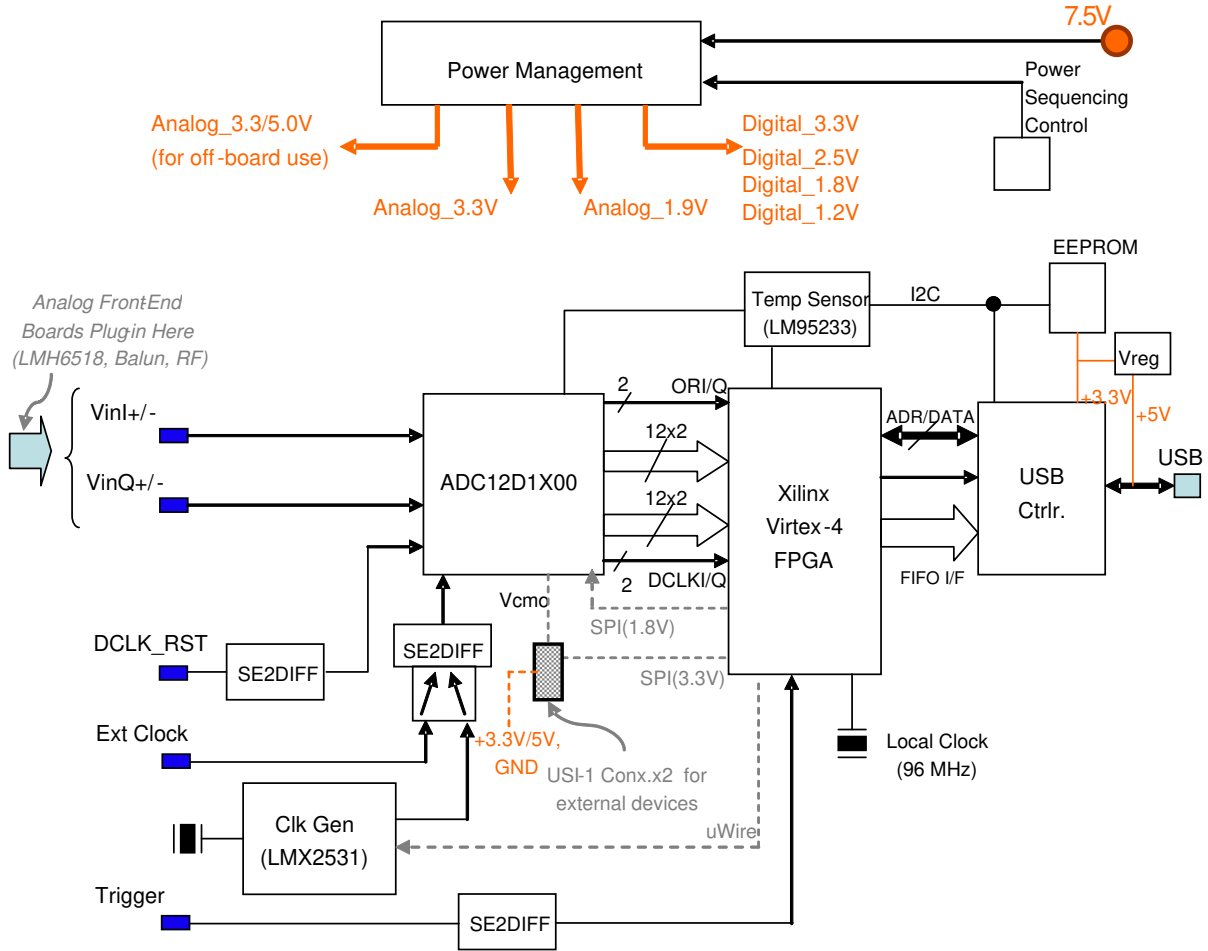 7.5V
Power Management
Power
Sequencing
Control
Analog_3.3/5.0V
(for off-board use)
Analog_3.3V
Analog_1.9V
Digital_3.3V
Digital_2.5V
Digital_1.8V
Digital_1.2V
EEPROM
Analog Front-End
Boards Plug-in Here
(LMH6518, Balun, RF)
Temp Sensor
(LM95233)
I2C
Vreg
+3.3V
+5V
VinI+/-
VinQ+/-
ADC12D1X00
2
ORI/Q
12x2
12x2
2
DCLKI/Q
Xilinx
Virtex-4
FPGA
ADR/DATA
FIFO I/F
USB
Ctrlr.
USB
Vcmo
SPI(1.8V)
SPI(3.3V)
DCLK_RST
SE2DIFF
SE2DIFF
Ext Clock
+3.3V/5V,
GND
USI-1 Conx.x2 for
external devices
Local Clock
(96 MHz)
Clk Gen
(LMX2531)
uWire
Trigger
SE2DIFF